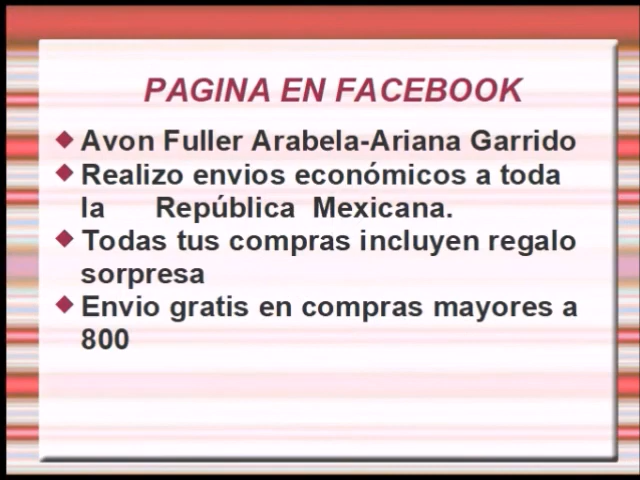 PAGINA EN FACEBOOK
Avon Fuller Arabela-Ariana Garrido
Realizo envios económicos a toda
la República Mexicana.
Todas tus compras incluyen regalo
sorpresa
Envio gratis en compras mayores a
800